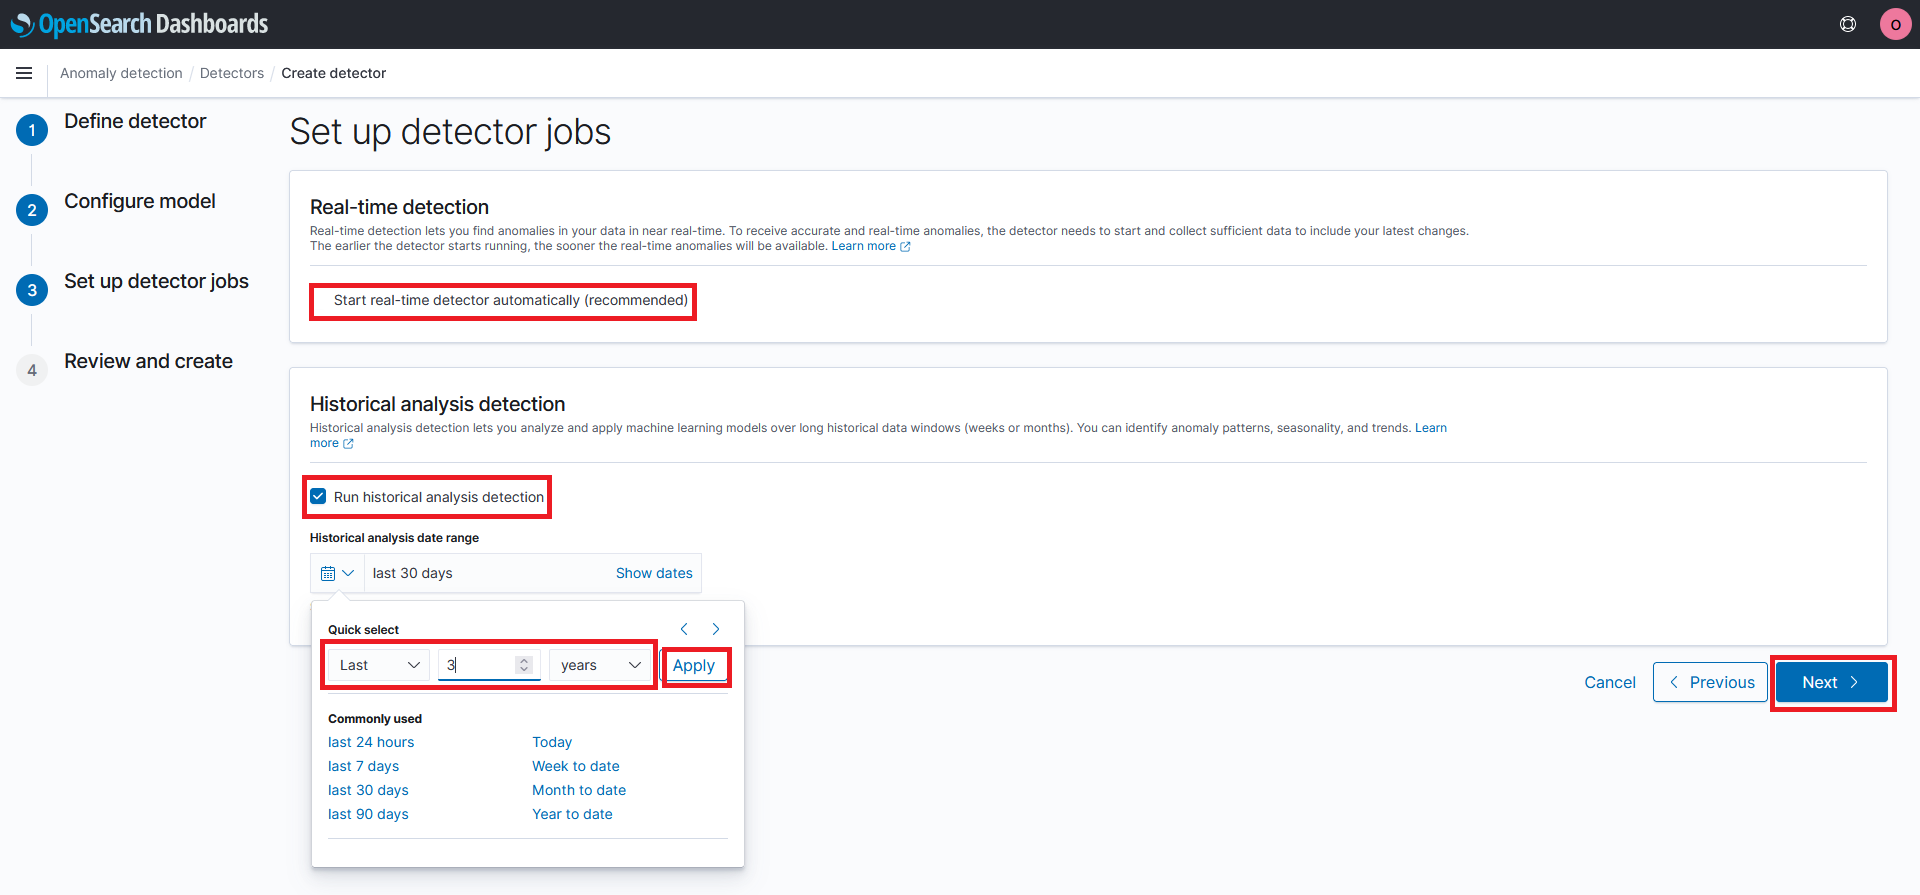 OpenSearch Dashboards
O
Anomaly detection / Detectors / Create detector
1 Define detector
2 Configure model
3 Set up detector jobs
4 Review and create
Set up detector jobs
Real-time detection
Real-time detection lets you find anomalies in your data in near real-time. To receive accurate and real-time anomalies, the detector needs to start and collect sufficient data to include your latest changes.
The earlier the detector starts running, the sooner the real-time anomalies will be available. Learn more
Start real-time detector automatically (recommended)
Historical analysis detection
Historical analysis detection lets you analyze and apply machine learning models over long historical data windows (weeks or months). You can identify anomaly patterns, seasonality, and trends. Learn
more
Run historical analysis detection
Historical analysis date range
last 30 days Show dates
Quick select
Last 3 years Apply
Commonly used
last 24 hours Today
last 7 days Week to date
last 30 days Month to date
last 90 days Year to date
Cancel Previous Next